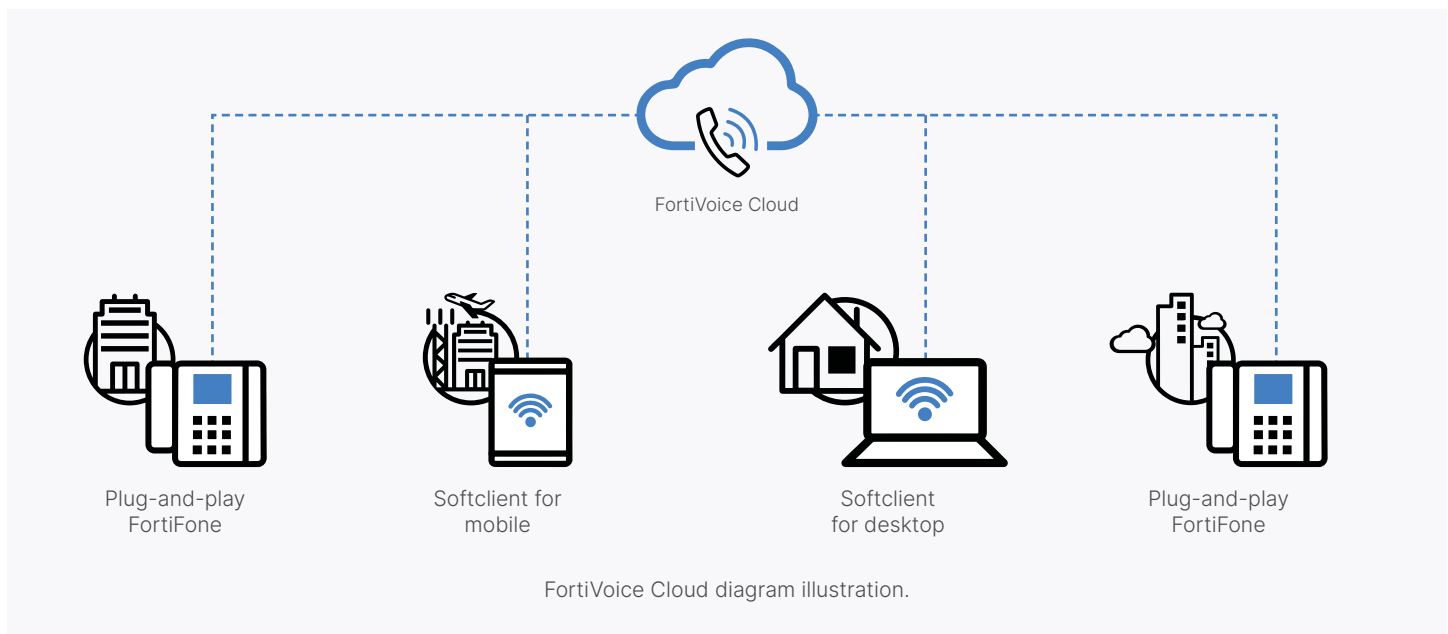 FortiVoice Cloud
Plug-and-play
FortiFone
Softclient for
mobile
Softclient
for desktop
Plug-and-play
FortiFone
FortiVoice Cloud diagram illustration.